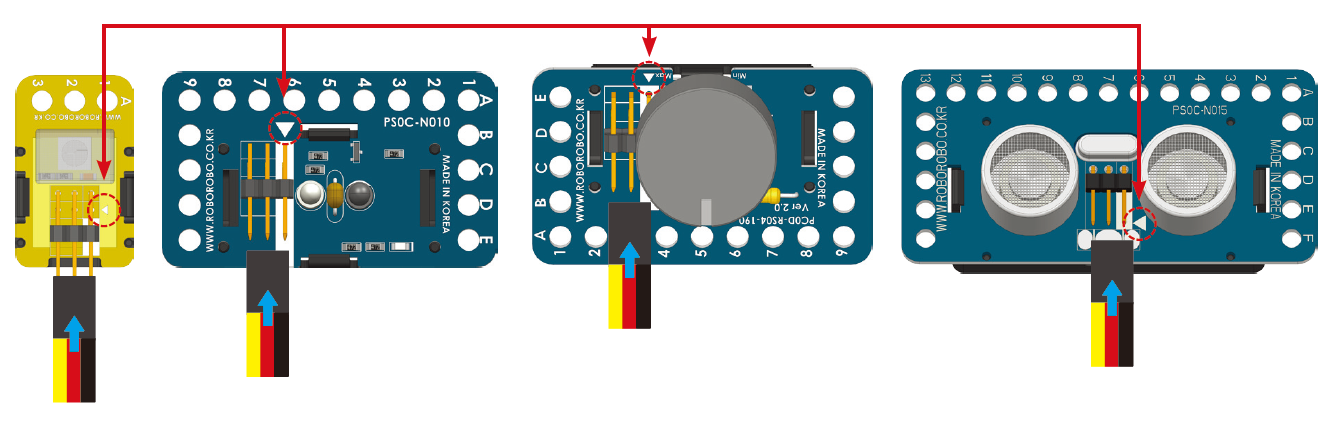 3 2 1 A
WWW.ROBOROBO.CO.KR
9 8 7 6 5 4 3 2 1 A
PS0C-N010
B
C
D
E
WWW.ROBOROBO.CO.KR
MADE IN KOREA
Max Min
E
D
C
B
A
WWW.ROBOROBO.CO.KR
MADE IN KOREA
Ver 2.0
PC0D-RS04-190
1 2 4 5 6 7 8 9
13 12 11 10 9 8 7 6 5 4 3 2 1 A
PS0C-N015
B
C
D
E
F
WWW.ROBOROBO.CO.KR
MADE IN KOREA